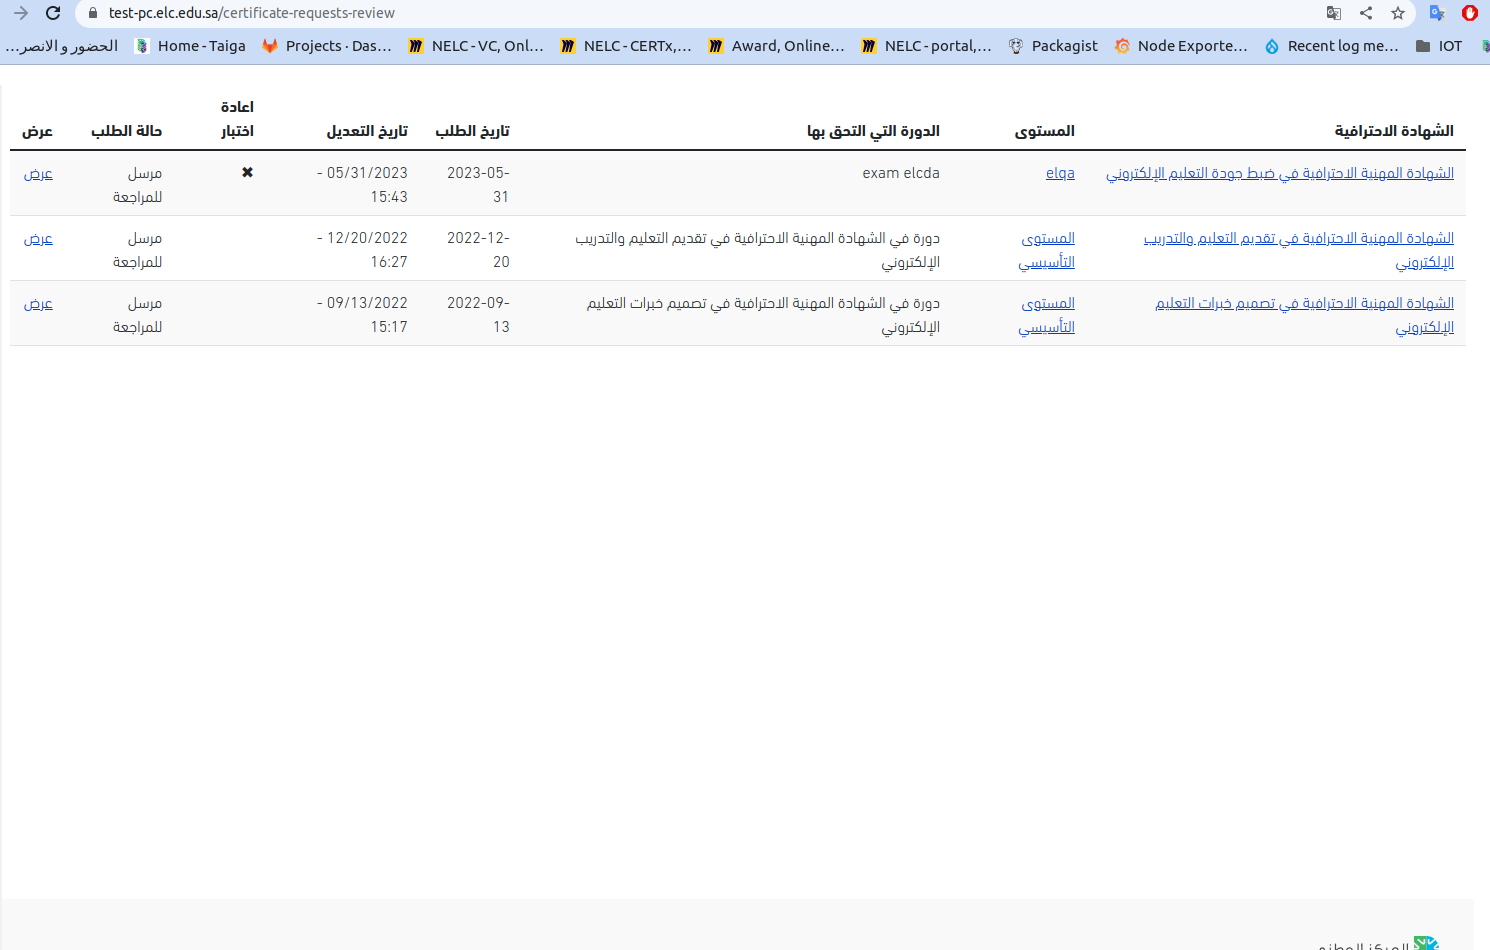 test-pc.elc.edu.sa/certificate-requests-review
الحضور و الانصر...
Home - Taiga
Projects · Das...
NELC - VC, Onl...
NELC - CERTx,...
Award, Online...
NELC - portal,...
Packagist
Node Exporte...
Recent log me...
IOT
الشهادة الاحترافية
المستوى
الدورة التي التحق بها
تاريخ الطلب
تاريخ التعديل
اعادة
اختبار
حالة الطلب
عرض
الشهادة المهنية الاحترافية في ضبط جودة التعليم الإلكتروني
elqa
exam elcda
2023-05-
31
05/31/2023 -
15:43
✖
مرسل
للمراجعة
عرض
الشهادة المهنية الاحترافية في تقديم التعليم والتدريب
الإلكتروني
المستوى
التأسيسي
دورة في الشهادة المهنية الاحترافية في تقديم التعليم والتدريب
الإلكتروني
2022-12-
20
12/20/2022 -
16:27
مرسل
للمراجعة
عرض
الشهادة المهنية الاحترافية في تصميم خبرات التعليم
الإلكتروني
المستوى
التأسيسي
دورة في الشهادة المهنية الاحترافية في تصميم خبرات التعليم
الإلكتروني
2022-09-
13
09/13/2022 -
15:17
مرسل
للمراجعة
عرض
المركز الوطني